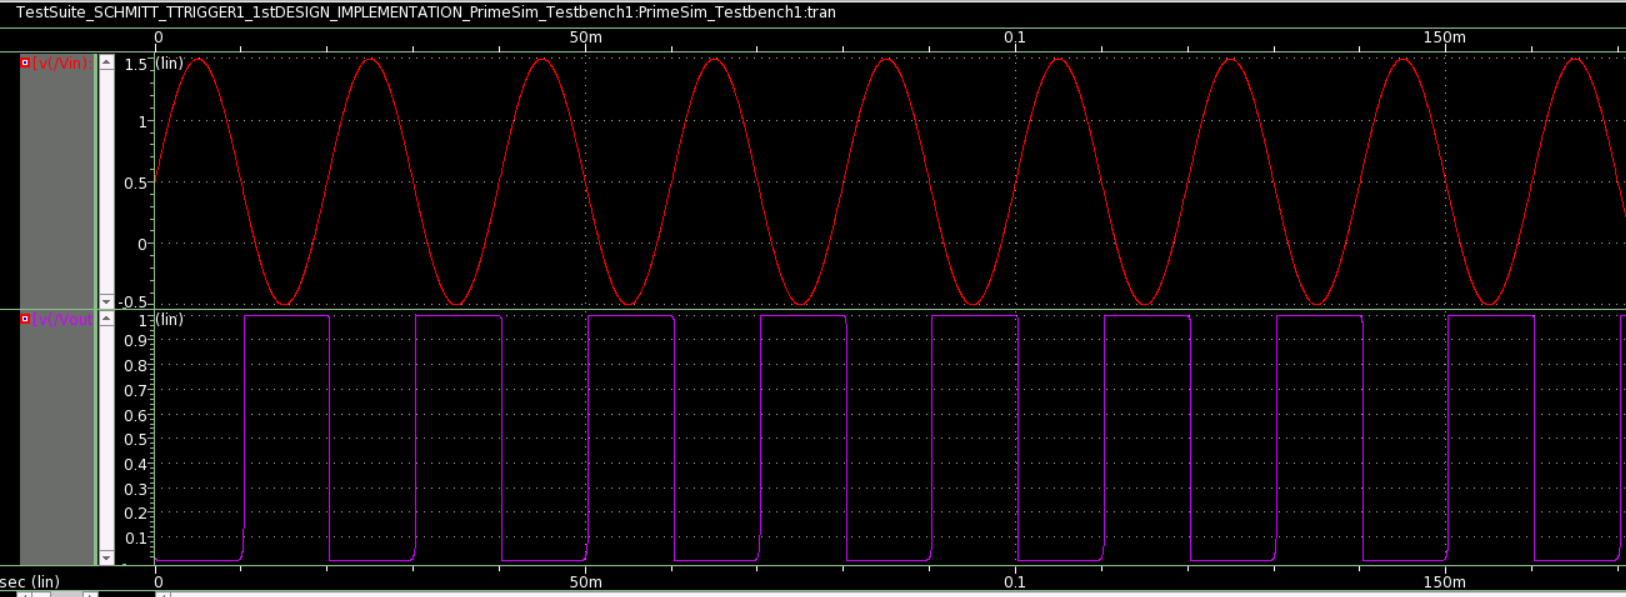 TestSuite_SCHMITT_TTRIGGER1_1stDESIGN_IMPLEMENTATION_PrimeSim_Testbench1:PrimeSim_Testbench1:tran
0 50m 0.1 150m
[v(/Vin): 1.5 (lin)
1
0.5
0
-0.5
[v(/Vout 1 (lin)
0.9
0.8
0.7
0.6
0.5
0.4
0.3
0.2
0.1
sec (lin) 0 50m 0.1 150m